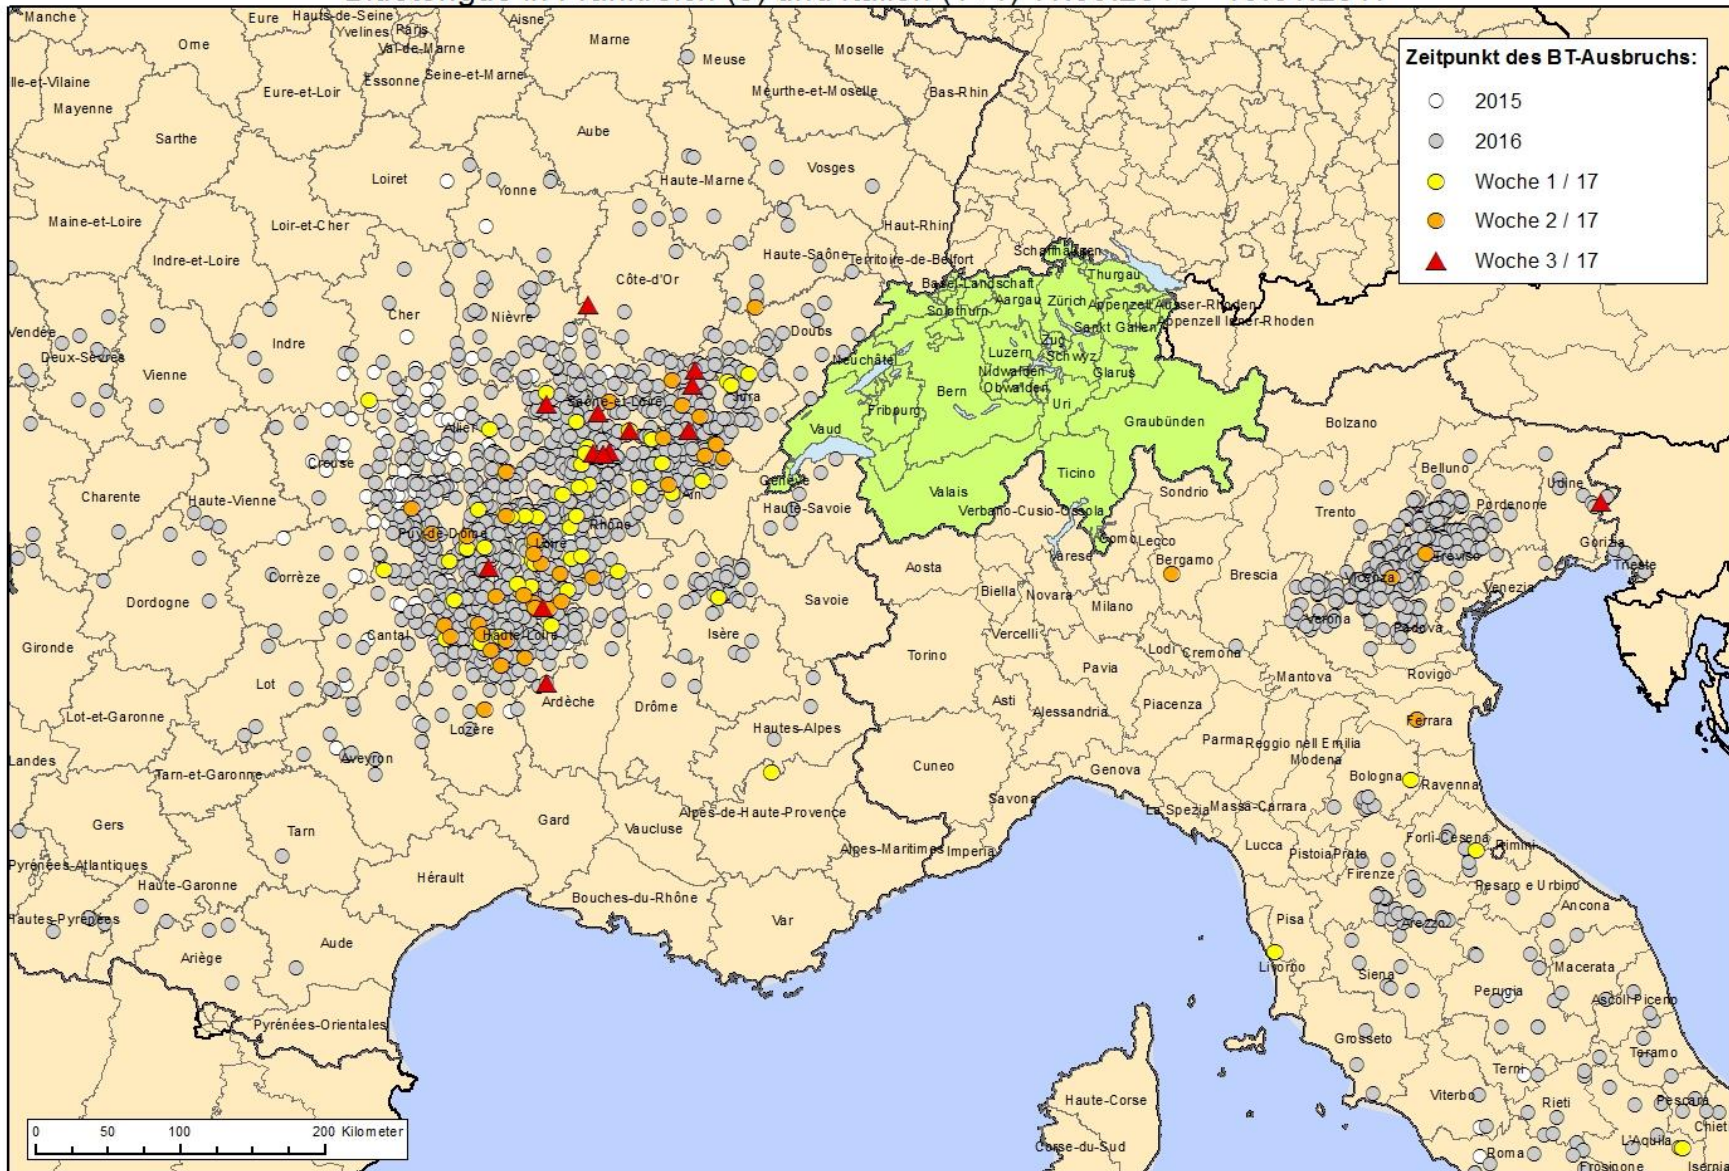 Manche
Eure
Hauts-de-Seine
Yvelines
Paris
Val-de-Marne
Aisne
Marne
Meuse
Moselle
Orne
Ille-et-Vilaine
Mayenne
Eure-et-Loir
Essonne
Seine-et-Marne
Meurthe-et-Moselle
Bas-Rhin
Sarthe
Aube
Loiret
Yonne
Haute-Marne
Vosges
Maine-et-Loire
Loir-et-Cher
Haut-Rhin
Indre-et-Loire
Côte-d'Or
Haute-Saône
Territoire-de-Belfort
Cher
Nièvre
Doubs
Vendée
Deux-Sèvres
Vienne
Indre
Allier
Saône-et-Loire
Jura
Creuse
Charente
Haute-Vienne
Ain
Haute-Savoie
Puy-de-Dôme
Loire
Rhône
Corrèze
Dordogne
Savoie
Gironde
Cantal
Haute-Loire
Isère
Lot
Ardèche
Drôme
Lot-et-Garonne
Lozère
Hautes-Alpes
Landes
Tarn-et-Garonne
Aveyron
Gers
Tarn
Gard
Vaucluse
Alpes-de-Haute-Provence
Pyrénées-Atlantiques
Haute-Garonne
Hérault
Alpes-Maritimes
Hautes-Pyrénées
Bouches-du-Rhône
Var
Ariège
Aude
Pyrénées-Orientales
Haute-Corse
Corse-du-Sud
Schaffhausen
Thurgau
Basel-Landschaft
Aargau
Zürich
Solothurn
Appenzell Ausser-Rhoden
Appenzell Inner-Rhoden
Sankt Gallen
Zug
Luzern
Schwyz
Neuchâtel
Nidwalden
Obwalden
Glarus
Bern
Uri
Fribourg
Graubünden
Vaud
Genève
Valais
Ticino
Bolzano
Sondrio
Verbano-Cusio-Ossola
Belluno
Udine
Pordenone
Trento
Como
Lecco
Gorizia
Varese
Bergamo
Treviso
Trieste
Aosta
Brescia
Vicenza
Venezia
Biella
Novara
Milano
Verona
Padova
Vercelli
Lodi
Cremona
Torino
Pavia
Mantova
Rovigo
Asti
Alessandria
Piacenza
Ferrara
Parma
Reggio nell Emilia
Modena
Cuneo
Genova
Bologna
Ravenna
Savona
La Spezia
Massa-Carrara
Forlì-Cesena
Rimini
Imperia
Lucca
Pistoia
Prato
Firenze
Pesaro e Urbino
Ancona
Pisa
Arezzo
Livorno
Siena
Macerata
Perugia
Ascoli Piceno
Grosseto
Teramo
Terni
Viterbo
Rieti
Pescara
L'Aquila
Roma
Frosinone
Isernia
Zeitpunkt des BT-Ausbruchs:
2015
2016
Woche 1 / 17
Woche 2 / 17
Woche 3 / 17
0 50 100 200 Kilometer